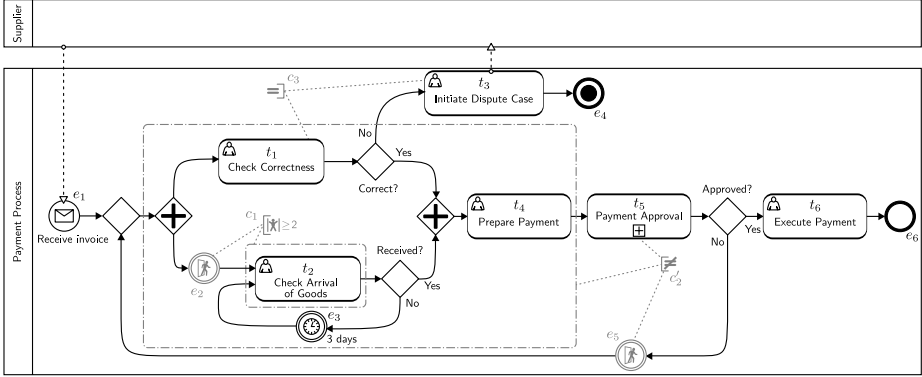 Supplier
Payment Process
e1
Receive invoice
c3
=
t3
Initiate Dispute Case
e4
No
t1
Check Correctness
Yes
Correct?
c1
≥2
e2
t2
Check Arrival
of Goods
Received?
Yes
No
e3
3 days
t4
Prepare Payment
t5
Payment Approval
Approved?
Yes
No
t6
Execute Payment
e6
≠
c′2
e5